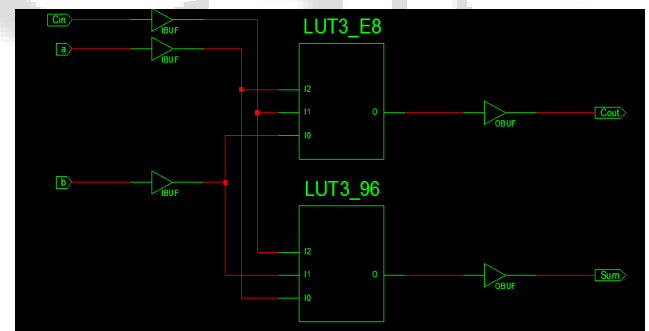 Cin
IBUF
LUT3_E8
a
IBUF
I2
I1
O
Cout
I0
OBUF
b
IBUF
LUT3_96
I2
I1
O
Sum
OBUF
I0